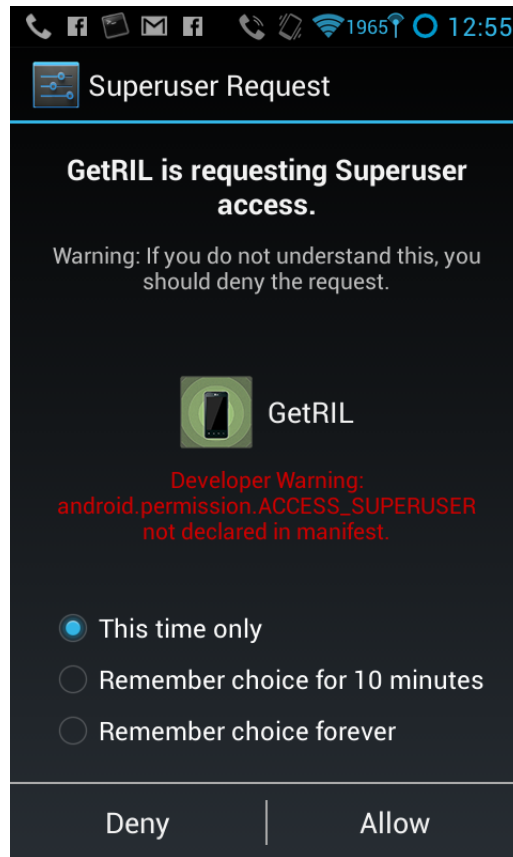 1965 12:55
Superuser Request
GetRIL is requesting Superuser
access.
Warning: If you do not understand this, you
should deny the request.
GetRIL
Developer Warning:
android.permission.ACCESS_SUPERUSER
not declared in manifest.
This time only
Remember choice for 10 minutes
Remember choice forever
Deny Allow